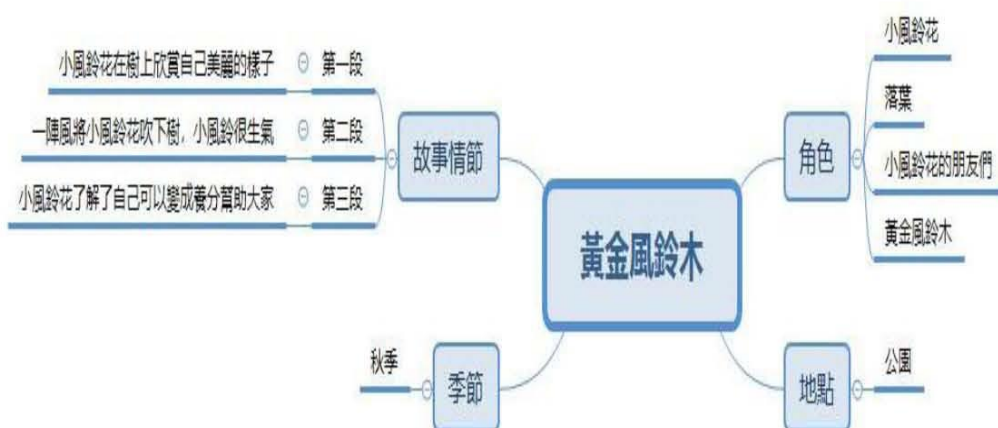 黃金風鈴木
故事情節
第一段
小風鈴花在樹上欣賞自己美麗的樣子
第二段
一陣風將小風鈴花吹下樹，小風鈴很生氣
第三段
小風鈴花了解了自己可以變成養分幫助大家
季節
秋季
角色
小風鈴花
落葉
小風鈴花的朋友們
黃金風鈴木
地點
公園